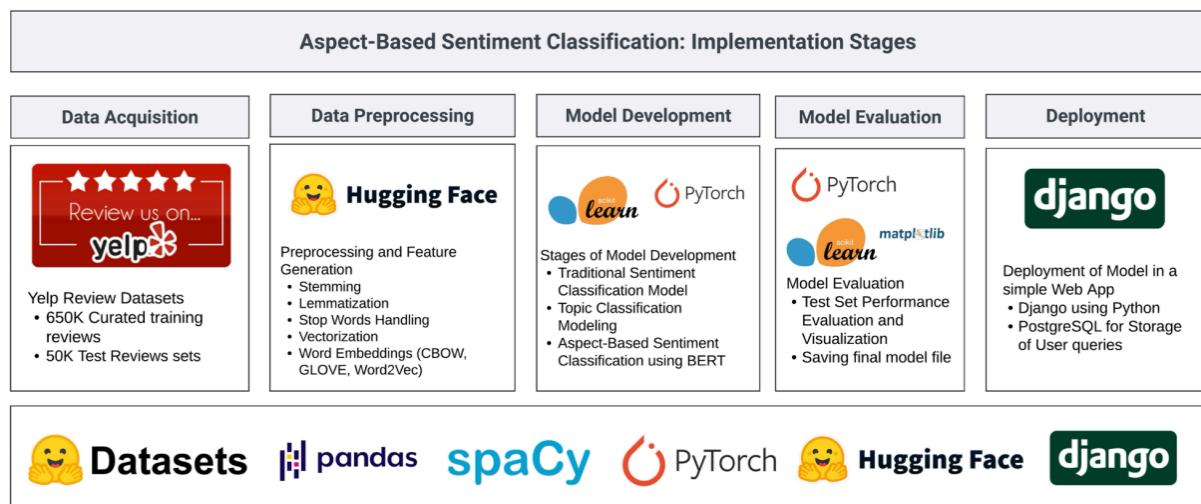 Aspect-Based Sentiment Classification: Implementation Stages
Data Acquisition
Review us on...
yelp
Yelp Review Datasets
• 650K Curated training
reviews
• 50K Test Reviews sets
Data Preprocessing
Hugging Face
Preprocessing and Feature
Generation
• Stemming
• Lemmatization
• Stop Words Handling
• Vectorization
• Word Embeddings (CBOW,
GLOVE, Word2Vec)
Model Development
scikit
learn
PyTorch
Stages of Model Development
• Traditional Sentiment
Classification Model
• Topic Classification
Modeling
• Aspect-Based Sentiment
Classification using BERT
Model Evaluation
PyTorch
scikit
learn
matplotlib
Model Evaluation
• Test Set Performance
Evaluation and
Visualization
• Saving final model file
Deployment
django
Deployment of Model in a
simple Web App
• Django using Python
• PostgreSQL for Storage
of User queries
Datasets
pandas
spaCy
PyTorch
Hugging Face
django